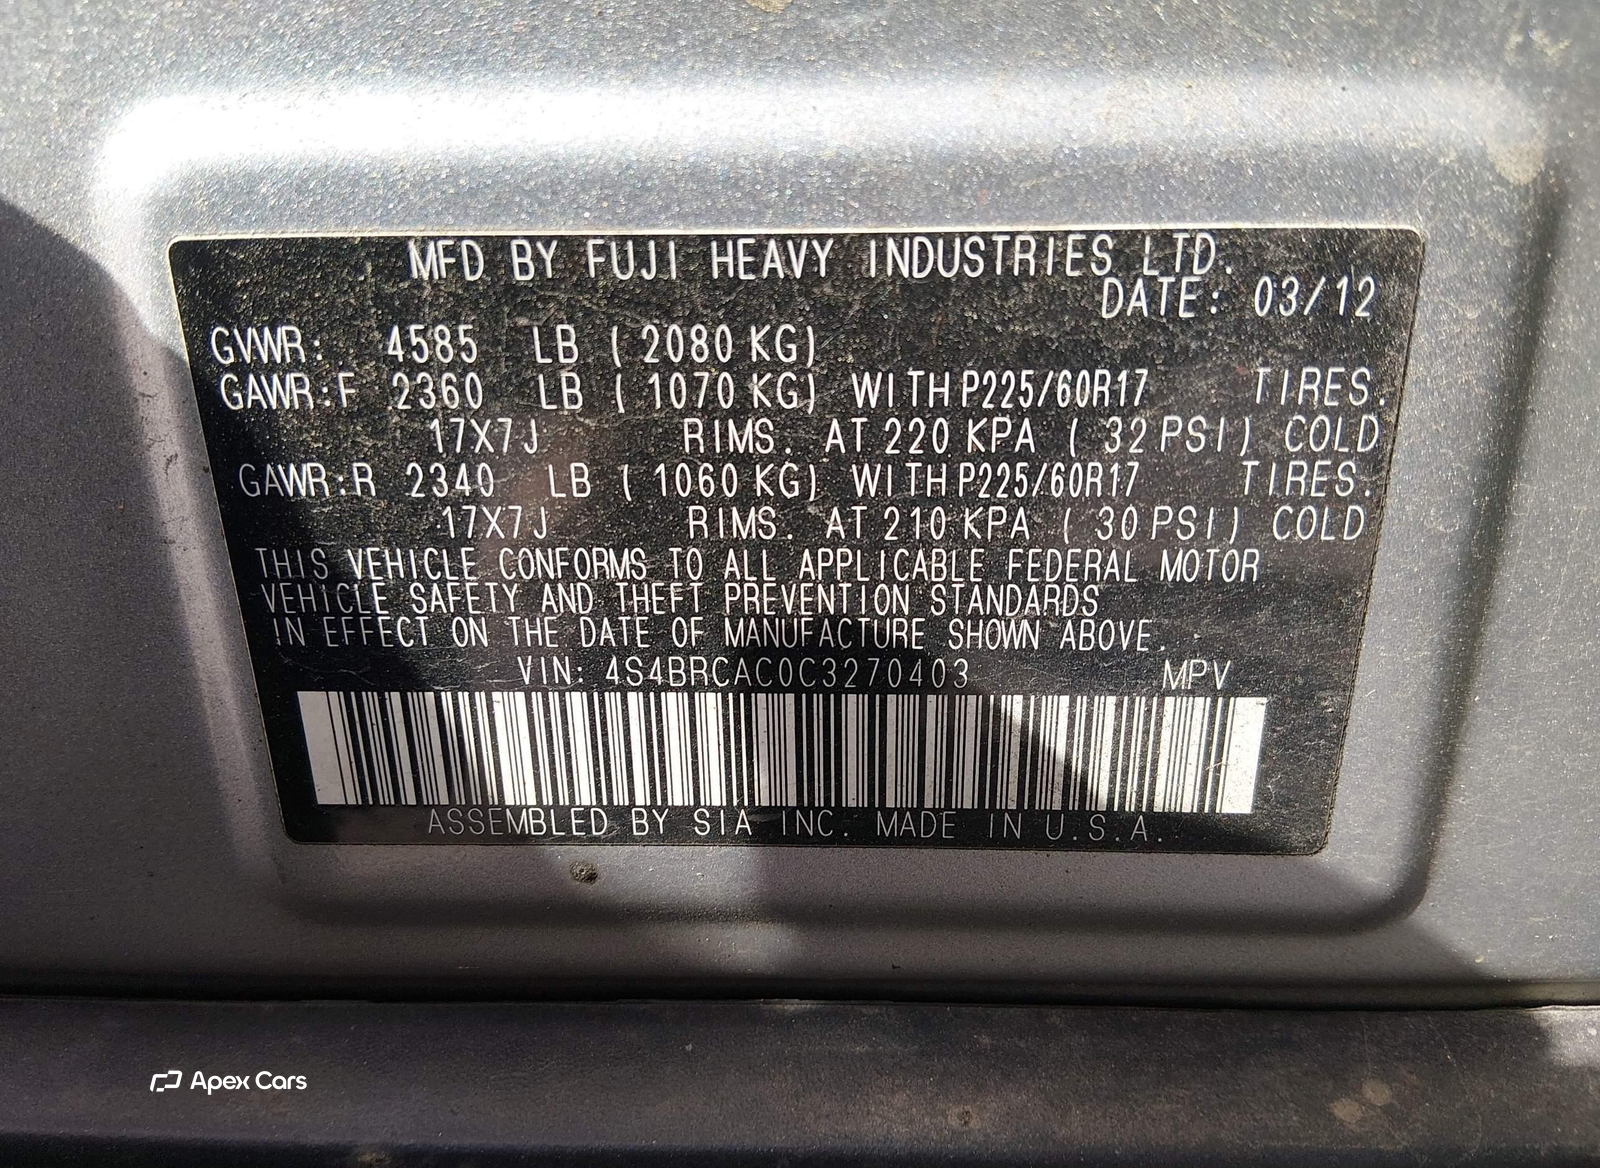 MFD BY FUJI HEAVY INDUSTRIES LTD.
DATE: 03/12
GVWR: 4585 LB (2080 KG)
GAWR:F 2360 LB (1070 KG) WITH P225/60R17 TIRES.
17X7J RIMS. AT 220 KPA (32 PSI) COLD
GAWR:R 2340 LB (1060 KG) WITH P225/60R17 TIRES.
17X7J RIMS. AT 210 KPA (30 PSI) COLD
THIS VEHICLE CONFORMS TO ALL APPLICABLE FEDERAL MOTOR
VEHICLE SAFETY AND THEFT PREVENTION STANDARDS
IN EFFECT ON THE DATE OF MANUFACTURE SHOWN ABOVE.
VIN: 4S4BRCAC0C3270403 MPV
ASSEMBLED BY SIA INC. MADE IN U.S.A.
Apex Cars